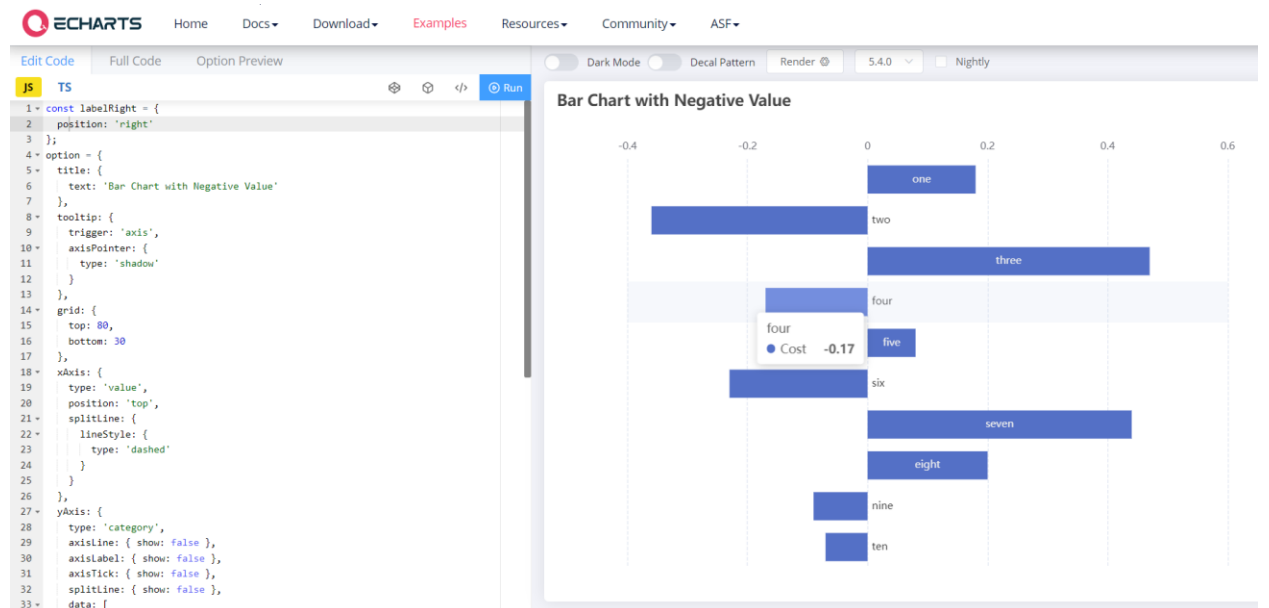 ECHARTS Home Docs Download Examples Resources Community ASF
Edit Code Full Code Option Preview
JS TS </> Run
1 const labelRight = {
2 position: 'right'
3 };
4 option = {
5 title: {
6 text: 'Bar Chart with Negative Value'
7 },
8 tooltip: {
9 trigger: 'axis',
10 axisPointer: {
11 type: 'shadow'
12 }
13 },
14 grid: {
15 top: 80,
16 bottom: 30
17 },
18 xAxis: {
19 type: 'value',
20 position: 'top',
21 splitLine: {
22 lineStyle: {
23 type: 'dashed'
24 }
25 }
26 },
27 yAxis: {
28 type: 'category',
29 axisLine: { show: false },
30 axisLabel: { show: false },
31 axisTick: { show: false },
32 splitLine: { show: false },
33 data: [
Dark Mode Decal Pattern Render 5.4.0 Nightly
Bar Chart with Negative Value
-0.4 -0.2 0 0.2 0.4 0.6
one
two
three
four
four
Cost -0.17
five
six
seven
eight
nine
ten